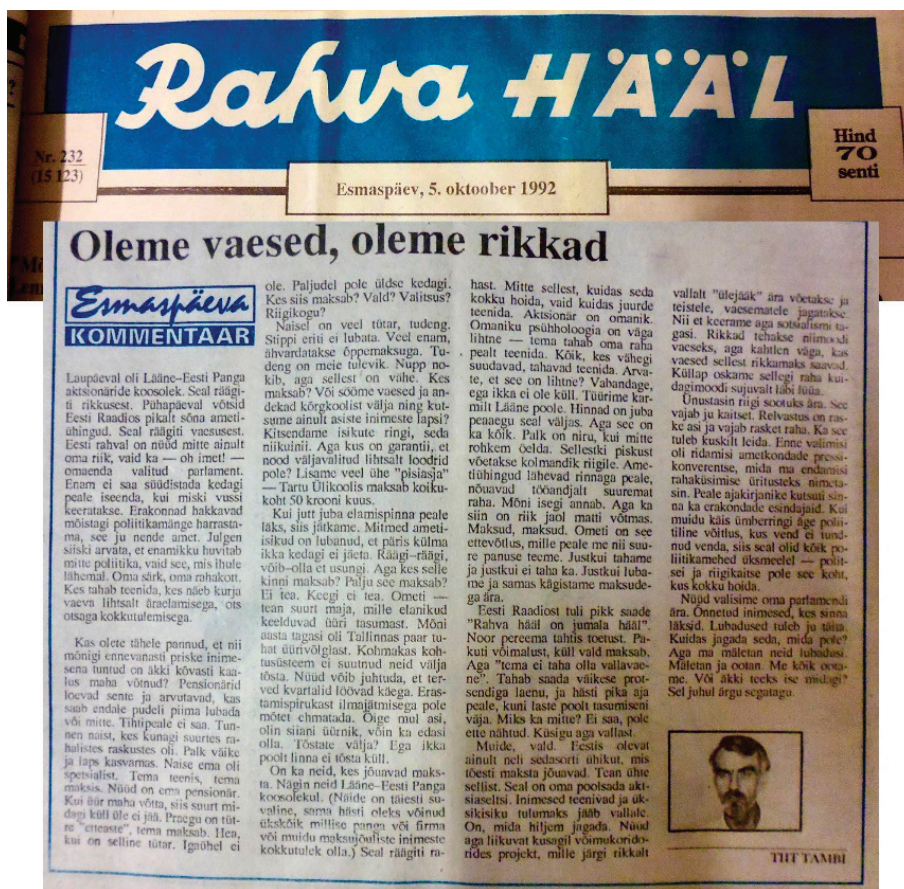 Rahva HÄÄL
Nr. 232
(15 123)
Hind
70
senti
Esmaspäev, 5. oktoober 1992
Oleme vaesed, oleme rikkad
Esmaspäeva
KOMMENTAAR
Laupäeval oli Lääne-Eesti Panga
aktsionäride koosolek. Seal räägi-
ti rikkusest. Pühapäeval võtsid
Eesti Raadios pikalt sõna ameti-
ühingud. Seal räägiti vaesusest.
Eesti rahval on nüüd mitte ainult
oma riik, vaid ka — oh imet! —
omaenda valitud parlament.
Enam ei saa süüdistada kedagi
peale iseenda, kui miski vussi
keeratakse. Erakonnad hakkavad
mõistagi poliitikamänge harrasta-
ma, see ju nende amet. Julgen
siiski arvata, et enamikku huvitab
mitte poliitika, vaid see, mis ihule
lähemal. Oma särk, oma rahakott.
Kes tahab teenida, kes näeb kurja
vaeva lihtsalt äraelamisega, ots
otsaga kokkutulemisega.
Kas olete tähele pannud, et nii
mõnigi ennevanasti priske inime-
sena tuntud on äkki kõvasti kaa-
lus maha võtnud? Pensionärid
loevad sente ja arvutavad, kas
saab endale pudeli piima lubada
või mitte. Tihtipeale ei saa. Tun-
nen naist, kes kunagi suurtes ra-
halistes raskustes oli. Palk väike
ja laps kasvamas. Naise ema oli
spetsialist. Tema teenis, tema
maksis. Nüüd on ema pensionär.
Kui üür maha võtta, siis suurt mi-
dagi küll üle ei jää. Praegu on tüt-
re "etteaste", tema maksab. Hea,
kui on selline tütar. Igaühel ei
ole. Paljudel pole üldse kedagi.
Kes siis maksab? Vald? Valitsus?
Riigikogu?
Naisel on veel tütar, tudeng.
Stippi eriti ei lubata. Veel enam,
ähvardatakse õppemaksuga. Tu-
deng on meie tulevik. Nupp no-
kib, aga sellest on vähe. Kes
maksab? Või sööme vaesed ja an-
dekad kõrgkoolist välja ning kut-
sume ainult asiste inimeste lapsi?
Kitsendame isikute ringi, seda
niikuinii. Aga kus on garantii, et
nood väljavalitud lihtsalt loodrid
pole? Lisame veel ühe "pisiasja"
— Tartu Ülikoolis maksab koiku-
koht 50 krooni kuus.
Kui jutt juba elamispinna peale
läks, siis jätkame. Mitmed ameti-
isikud on lubanud, et päris külma
ikka kedagi ei jäeta. Räägi-räägi,
võib-olla et usungi. Aga kes selle
kinni maksab? Palju see maksab?
Ei tea. Keegi ei tea. Ometi —
tean suurt maja, mille elanikud
keelduvad üüri tasumast. Mõni
aasta tagasi oli Tallinnas paar tu-
hat üürivõlglast. Kohmakas koh-
tusüsteem ei suutnud neid välja
tõsta. Nüüd võib juhtuda, et ter-
ved kvartalid löövad käega. Eras-
tamispirukast ilmajätmisega pole
mõtet ehmatada. Õige mul asi,
olin siiani üürnik, võin ka edasi
olla. Tõstate välja? Ega ikka
poolt linna ei tõsta küll.
On ka neid, kes jõuavad maks-
ta. Nägin neid Lääne-Eesti Panga
koosolekul. (Näide on täiesti su-
valine, sama hästi oleks võinud
ükskõik millise panga või firma
või muidu maksujõuliste inimeste
kokkutulek olla.) Seal räägiti ra-
hast. Mitte sellest, kuidas seda
kokku hoida, vaid kuidas juurde
teenida. Aktsionär on omanik.
Omaniku psühholoogia on väga
lihtne — tema tahab oma raha
pealt teenida. Kõik, kes vähegi
suudavad, tahavad teenida. Arva-
te, et see on lihtne? Vabandage,
ega ikka ei ole küll. Tüürime kar-
milt Lääne poole. Hinnad on juba
peaaegu seal väljas. Aga see on
ka kõik. Palk on niru, kui mitte
rohkem öelda. Sellestki piskust
võetakse kolmandik riigile. Ame-
tiühingud lähevad rinnaga peale,
nõuavad tööandjalt suuremat
raha. Mõni isegi annab. Aga ka
siin on riik jaol matti võtmas.
Maksud, maksud. Ometi on see
ettevõtlus, mille peale me nii suu-
re panuse teeme. Justkui tahame
ja justkui ei taha ka. Justkui luba-
me ja samas kägistame maksude-
ga ära.
Eesti Raadiost tuli pikk saade
"Rahva hääl on jumala hääl".
Noor pereema tahtis toetust. Pa-
kuti võimalust, küll vald maksab.
Aga "tema ei taha olla vallavae-
ne". Tahab saada väikese prot-
sendiga laenu, ja hästi pika aja
peale, kuni laste poolt tasumiseni
väja. Miks ka mitte? Ei saa, pole
ette nähtud. Küsigu aga vallast.
Muide, vald. Eestis olevat
ainult neli sedasorti ühikut, mis
tõesti maksta jõuavad. Tean ühte
sellist. Seal on oma poolsada akt-
siaseltsi. Inimesed teenivad ja ük-
sikisiku tulumaks jääb vallale.
On, mida hiljem jagada. Nüüd
aga liikuvat kusagil võimukorido-
rides projekt, mille järgi rikkalt
vallalt "ülejääk" ära võetakse ja
teistele, vaesematele jagatakse.
Nii et keerame aga sotsialismi ta-
gasi. Rikkad tehakse niimoodi
vaeseks, aga kahtlen väga, kas
vaesed sellest rikkumaks saavad.
Küllap oskame sellegi raha kui-
dagimoodi sujuvalt läbi lüüa.
Unustasin riigi sootuks ära. See
vajab ju kaitset. Relvastus on ras-
ke asi ja vajab rasket raha. Ka see
tuleb kuskilt leida. Enne valimisi
oli ridamisi ametkondade pressi-
konverentse, mida ma endamisi
rahaküsimise üritusteks nimeta-
sin. Peale ajakirjanike kutsuti sin-
na ka erakondade esindajaid. Kui
muidu käis ümberringi äge polii-
tiline võitlus, kus vend ei tund-
nud venda, siis seal olid kõik po-
liitikamehed üksmeelel — polit-
sei ja riigikaitse pole see koht,
kus kokku hoida.
Nüüd valisime oma parlamendi
ära. Õnnetud inimesed, kes sinna
läksid. Lubadused tuleb ju täita.
Kuidas jagada seda, mida pole?
Aga ma mäletan neid lubadusi.
Mäletan ja ootan. Me kõik oota-
me. Või äkki teeks ise midagi?
Sel juhul ärgu segatagu.
TIIT TAMBI